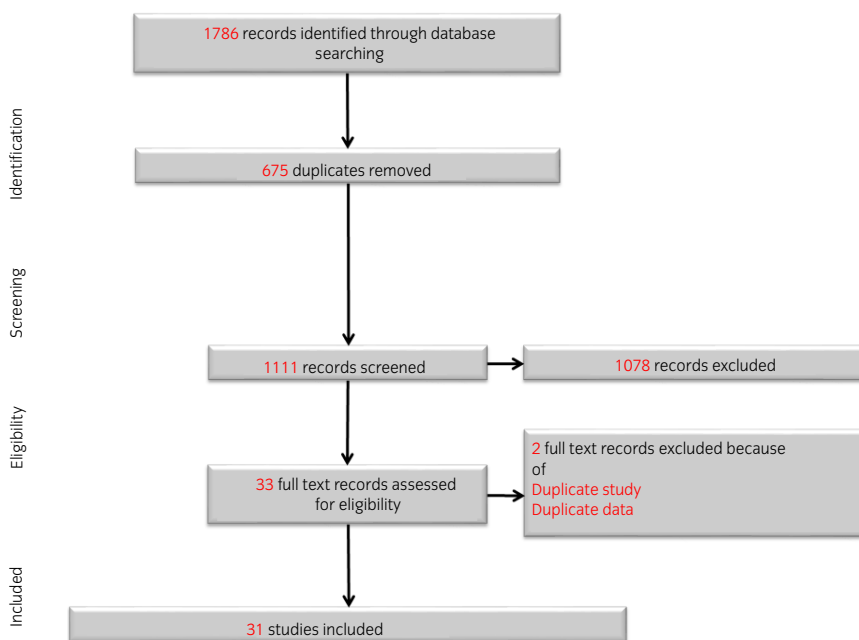 1786 records identified through database
searching
Identification
675 duplicates removed
Screening
1111 records screened
1078 records excluded
Eligibility
33 full text records assessed
for eligibility
2 full text records excluded because
of
Duplicate study
Duplicate data
Included
31 studies included